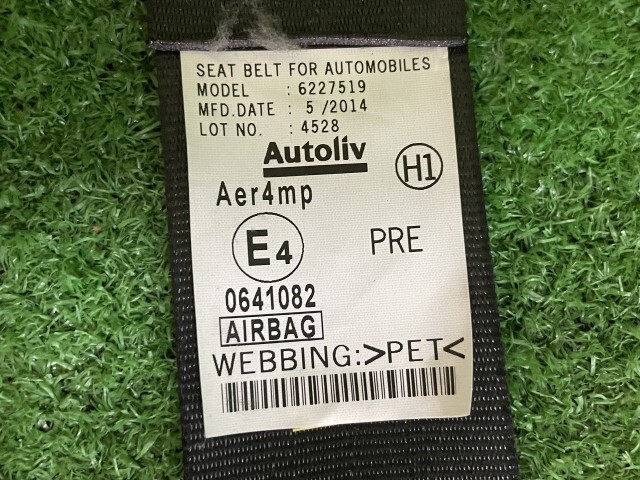 SEAT BELT FOR AUTOMOBILES
MODEL : 6227519
MFD.DATE : 5 /2014
LOT NO. : 4528
Autoliv
H1
Aer4mp
E4
PRE
0641082
AIRBAG
WEBBING:>PET<